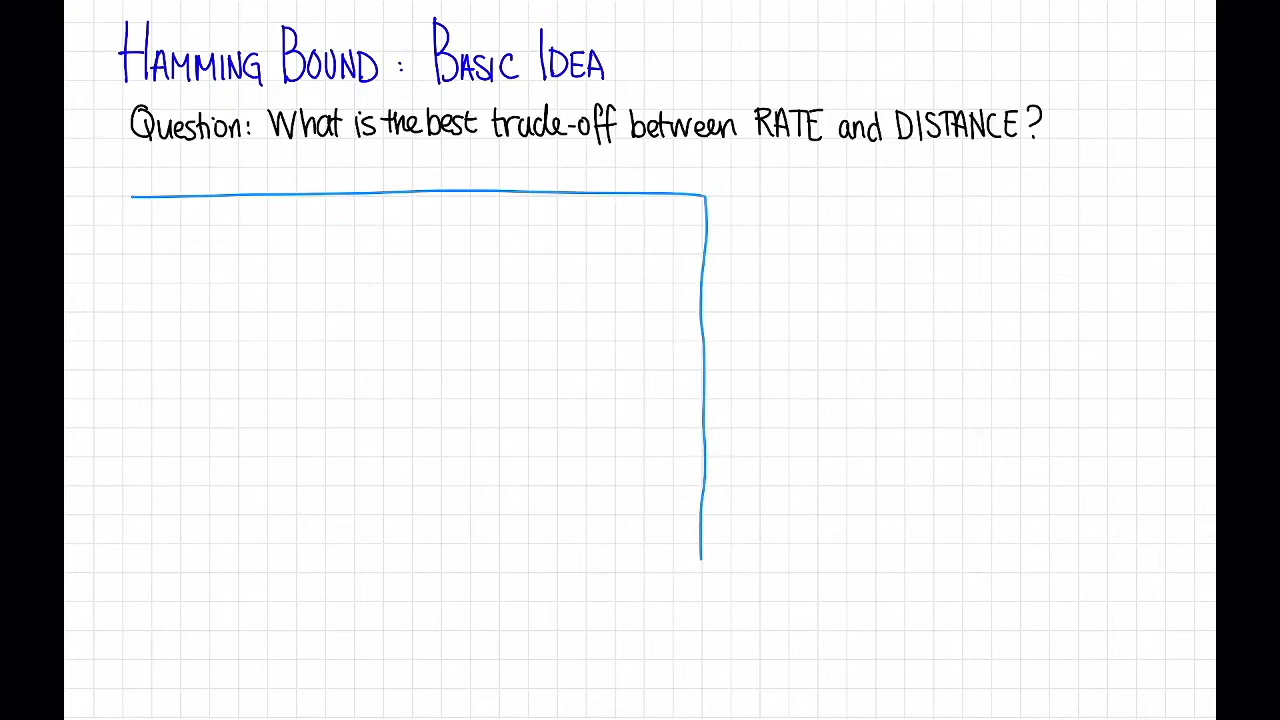 HAMMING BOUND : BASIC IDEA
Question: What is the best trade-off between RATE and DISTANCE?